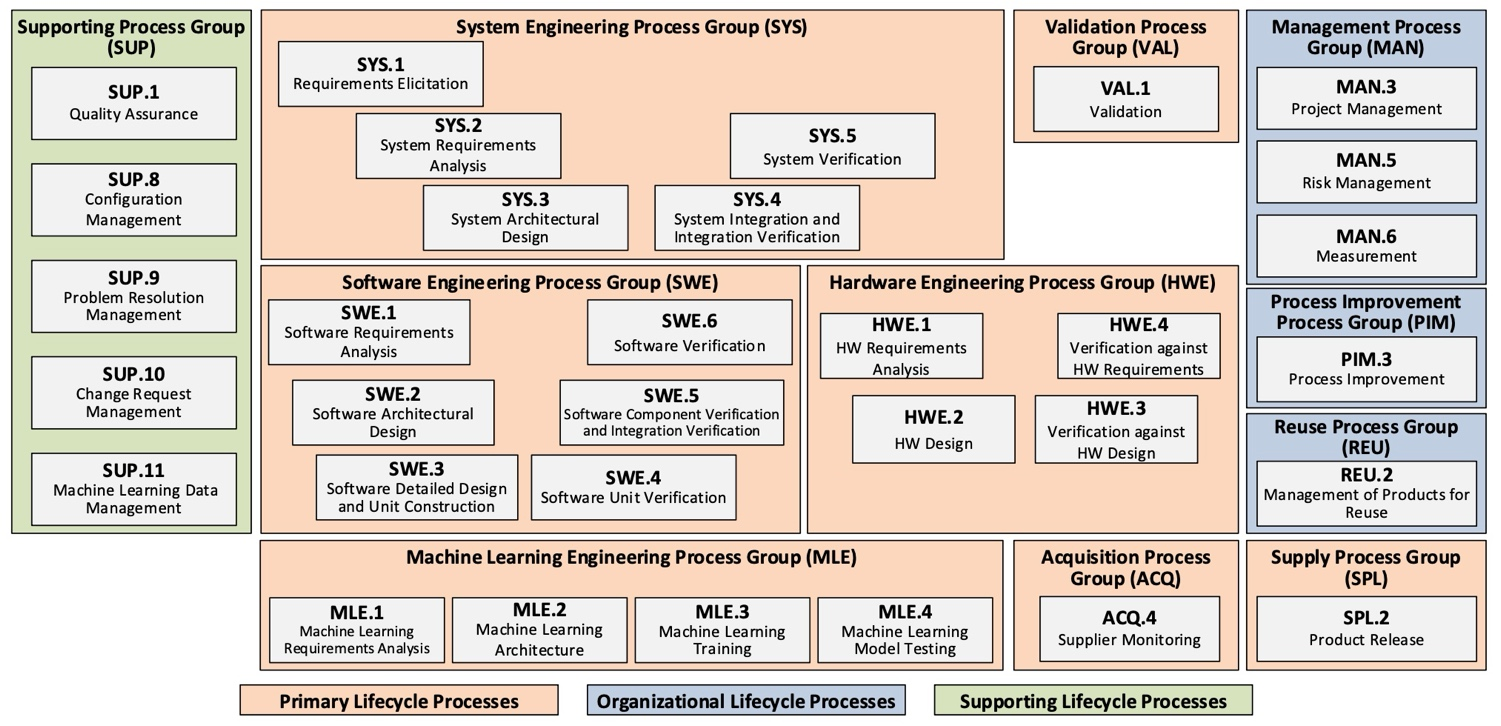 Supporting Process Group
(SUP)
SUP.1
Quality Assurance
SUP.8
Configuration
Management
SUP.9
Problem Resolution
Management
SUP.10
Change Request
Management
SUP.11
Machine Learning Data
Management
System Engineering Process Group (SYS)
SYS.1
Requirements Elicitation
SYS.2
System Requirements
Analysis
SYS.3
System Architectural
Design
SYS.4
System Integration and
Integration Verification
SYS.5
System Verification
Validation Process
Group (VAL)
VAL.1
Validation
Management Process
Group (MAN)
MAN.3
Project Management
MAN.5
Risk Management
MAN.6
Measurement
Software Engineering Process Group (SWE)
SWE.1
Software Requirements
Analysis
SWE.2
Software Architectural
Design
SWE.3
Software Detailed Design
and Unit Construction
SWE.4
Software Unit Verification
SWE.5
Software Component Verification
and Integration Verification
SWE.6
Software Verification
Hardware Engineering Process Group (HWE)
HWE.1
HW Requirements
Analysis
HWE.2
HW Design
HWE.3
Verification against
HW Design
HWE.4
Verification against
HW Requirements
Process Improvement
Process Group (PIM)
PIM.3
Process Improvement
Reuse Process Group
(REU)
REU.2
Management of Products for
Reuse
Machine Learning Engineering Process Group (MLE)
MLE.1
Machine Learning
Requirements Analysis
MLE.2
Machine Learning
Architecture
MLE.3
Machine Learning
Training
MLE.4
Machine Learning
Model Testing
Acquisition Process
Group (ACQ)
ACQ.4
Supplier Monitoring
Supply Process Group
(SPL)
SPL.2
Product Release
Primary Lifecycle Processes
Organizational Lifecycle Processes
Supporting Lifecycle Processes